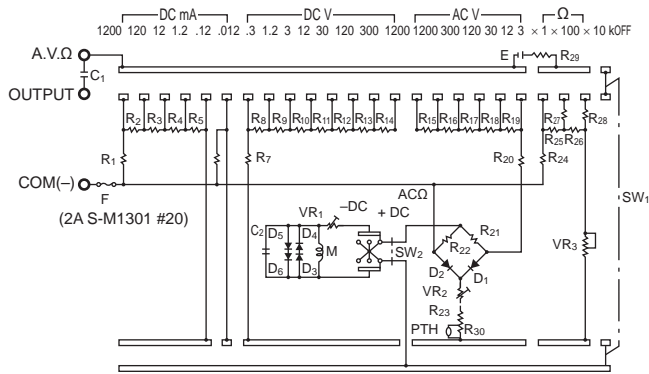 DC mA DC V AC V Ω
1200 120 12 1.2 .12 .012 .3 1.2 3 12 30 120 300 1200 1200 300 120 30 12 3 × 1 × 100 × 10 kOFF
A.V.Ω
E R29
C1
OUTPUT
R2 R3 R4 R5 R8 R9 R10 R11 R12 R13 R14 R15 R16 R17 R18 R19 R27 R28
R25 R26
R1 R7 R20 R24
COM(–)
F
(2A S-M1301 #20)
ACΩ
SW1
VR1 –DC + DC
C2 D5 D4 M SW2 R22 R21 VR3
D6 D3 D2 D1
VR2
R23
PTH R30